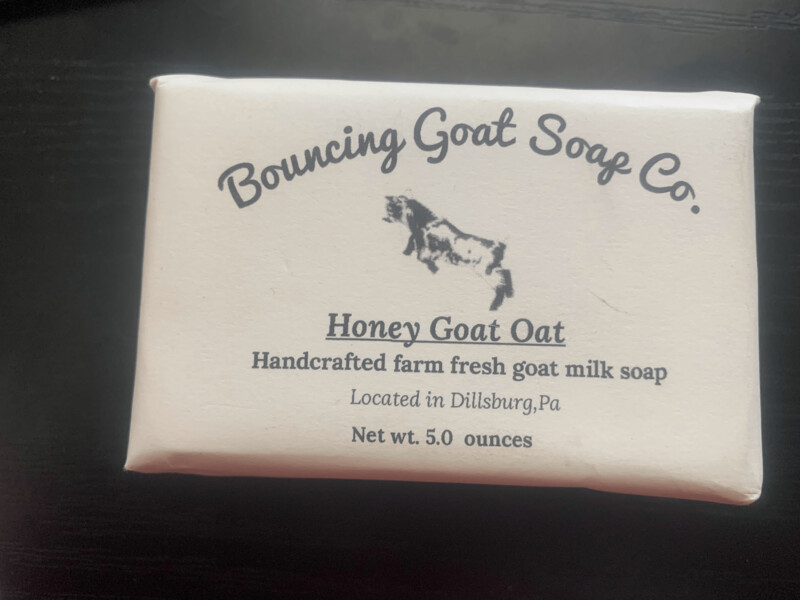 Bouncing Goat Soap Co.
Honey Goat Oat
Handcrafted farm fresh goat milk soap
Located in Dillsburg,Pa
Net wt. 5.0 ounces